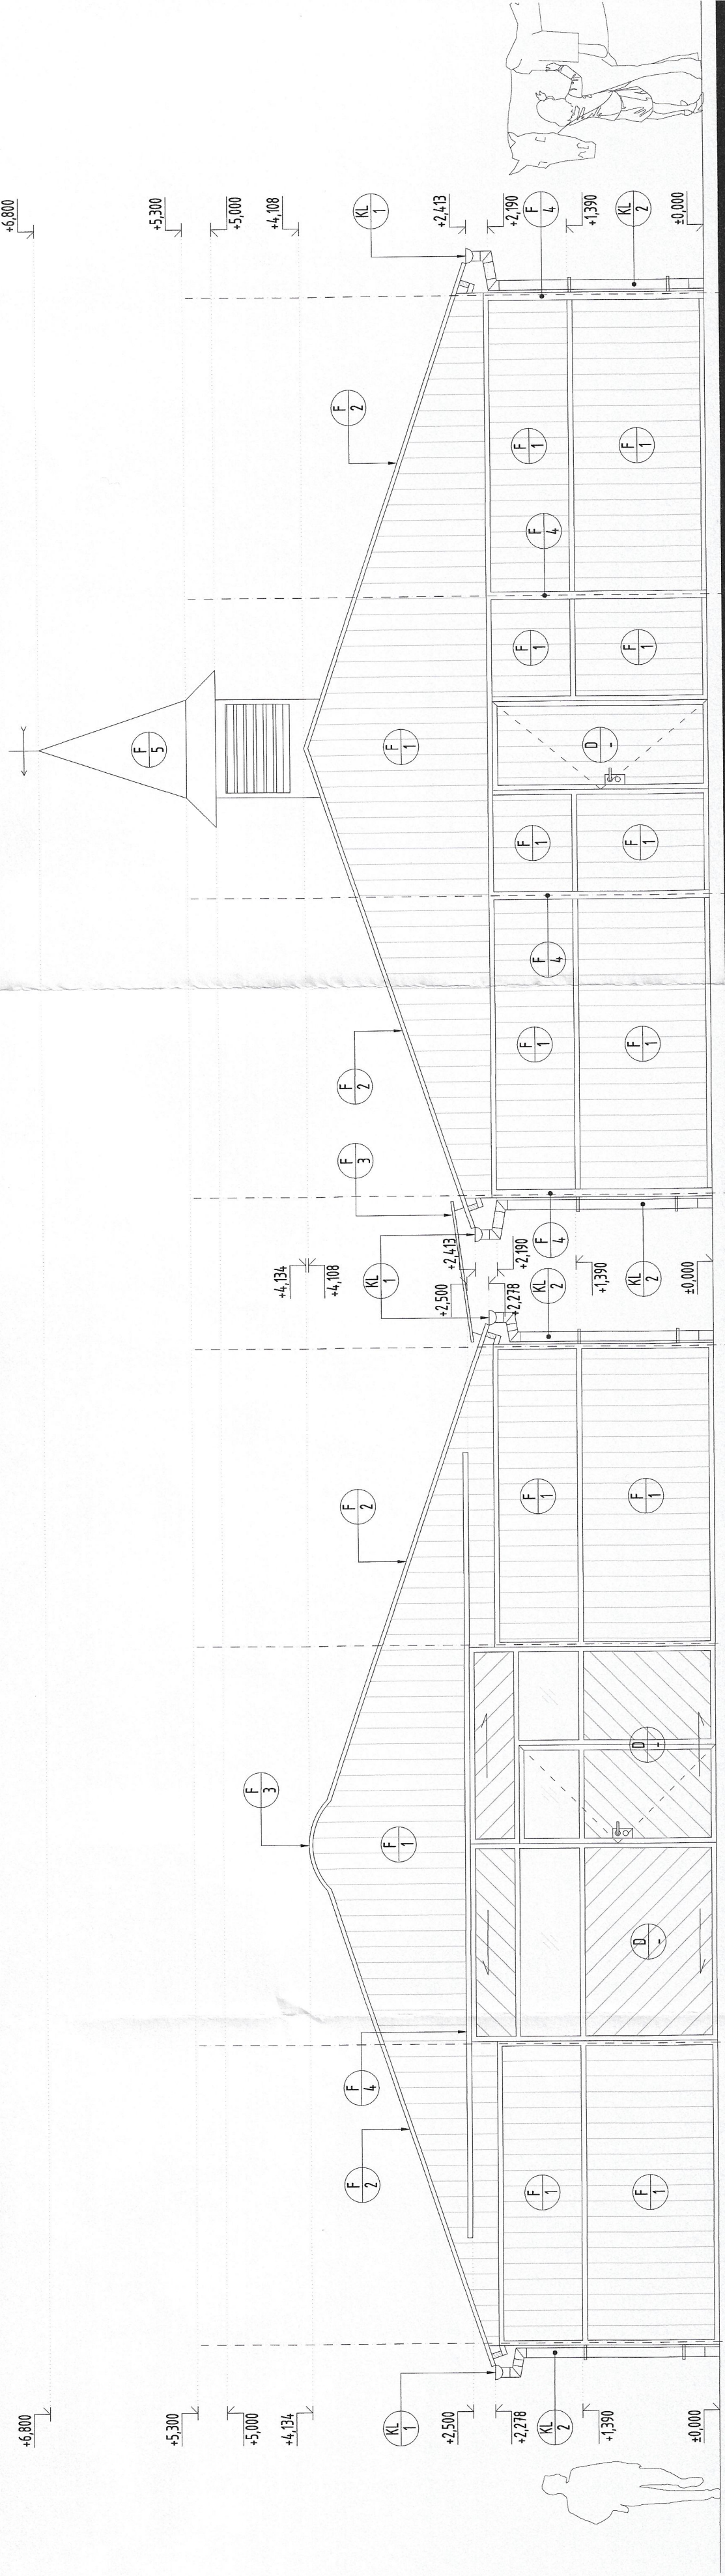 +6,800
+5,300
+5,000
+4,134
KL
1
+2,500
+2,278
KL
2
+1,390
±0,000
F
2
F
1
F
1
F
4
D
-
F
3
F
1
D
-
F
2
F
1
F
1
+4,134
+4,108
KL
1
+2,500
+2,413
+2,278
+2,190
KL
2
F
4
+1,390
KL
2
±0,000
F
3
F
2
F
1
F
1
F
4
F
1
F
1
F
5
F
1
D
-
F
1
F
1
F
4
F
2
F
1
F
1
+6,800
+5,300
+5,000
+4,108
KL
1
+2,413
+2,190
F
4
+1,390
KL
2
±0,000